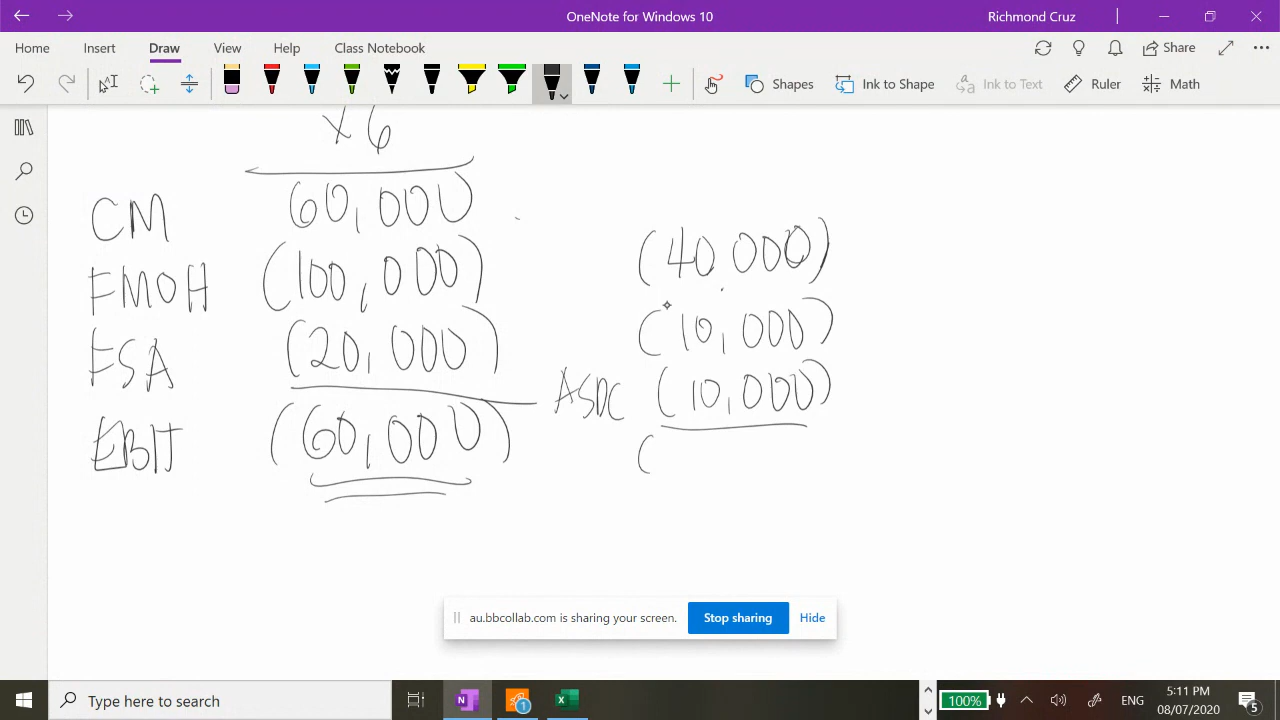 OneNote for Windows 10
Richmond Cruz
Home Insert Draw View Help Class Notebook
Share
Shapes Ink to Shape Ink to Text Ruler Math
x 6
CM (60,000)
(40,000)
FMOH (100,000)
(10,000)
FSA (20,000)
ASDC (10,000)
EBIT (60,000)
(
au.bbcollab.com is sharing your screen. Stop sharing Hide
Type here to search
1
100%
ENG
5:11 PM
08/07/2020
5